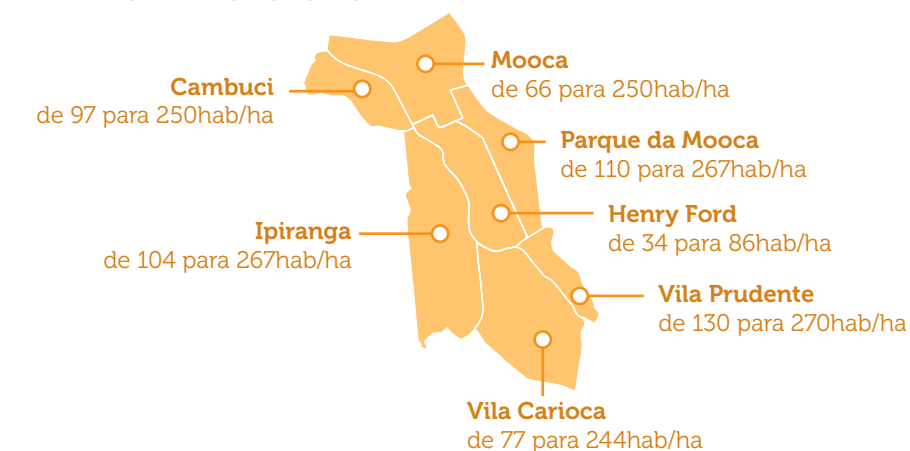 Mooca
de 66 para 250hab/ha
Cambuci
de 97 para 250hab/ha
Parque da Mooca
de 110 para 267hab/ha
Henry Ford
de 34 para 86hab/ha
Ipiranga
de 104 para 267hab/ha
Vila Prudente
de 130 para 270hab/ha
Vila Carioca
de 77 para 244hab/ha